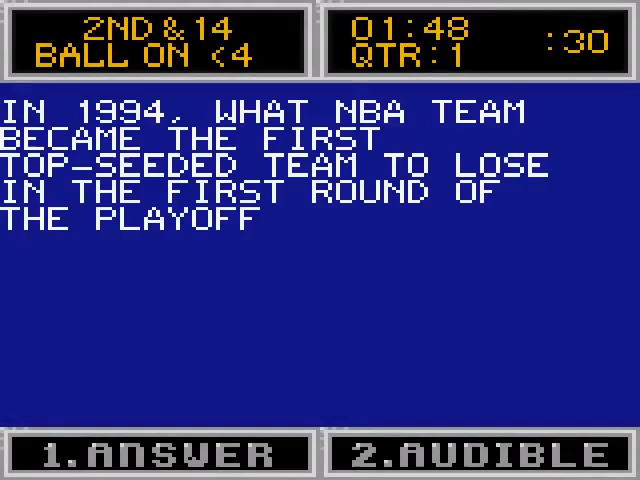 2ND & 14
BALL ON <4
01:48
QTR:1
:30
IN 1994, WHAT NBA TEAM
BECAME THE FIRST
TOP-SEEDED TEAM TO LOSE
IN THE FIRST ROUND OF
THE PLAYOFF
1.ANSWER
2.AUDIBLE